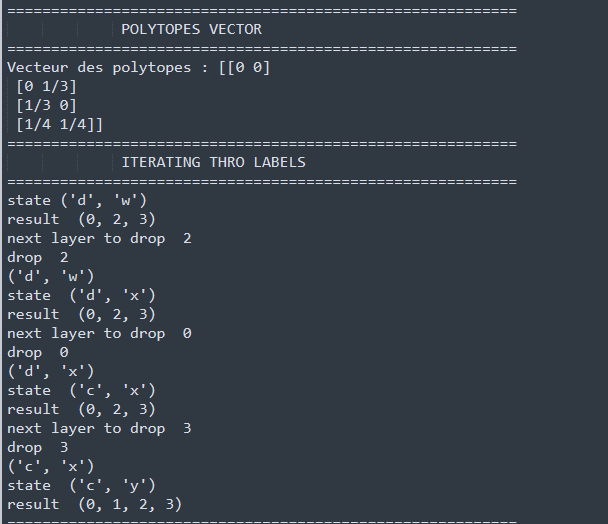 ==========================================================
POLYTOPES VECTOR
==========================================================
Vecteur des polytopes : [[0 0]
[0 1/3]
[1/3 0]
[1/4 1/4]]
==========================================================
ITERATING THRO LABELS
==========================================================
state ('d', 'w')
result  (0, 2, 3)
next layer to drop  2
drop  2
('d', 'w')
state  ('d', 'x')
result  (0, 2, 3)
next layer to drop  0
drop  0
('d', 'x')
state  ('c', 'x')
result  (0, 2, 3)
next layer to drop  3
drop  3
('c', 'x')
state  ('c', 'y')
result  (0, 1, 2, 3)
==========================================================